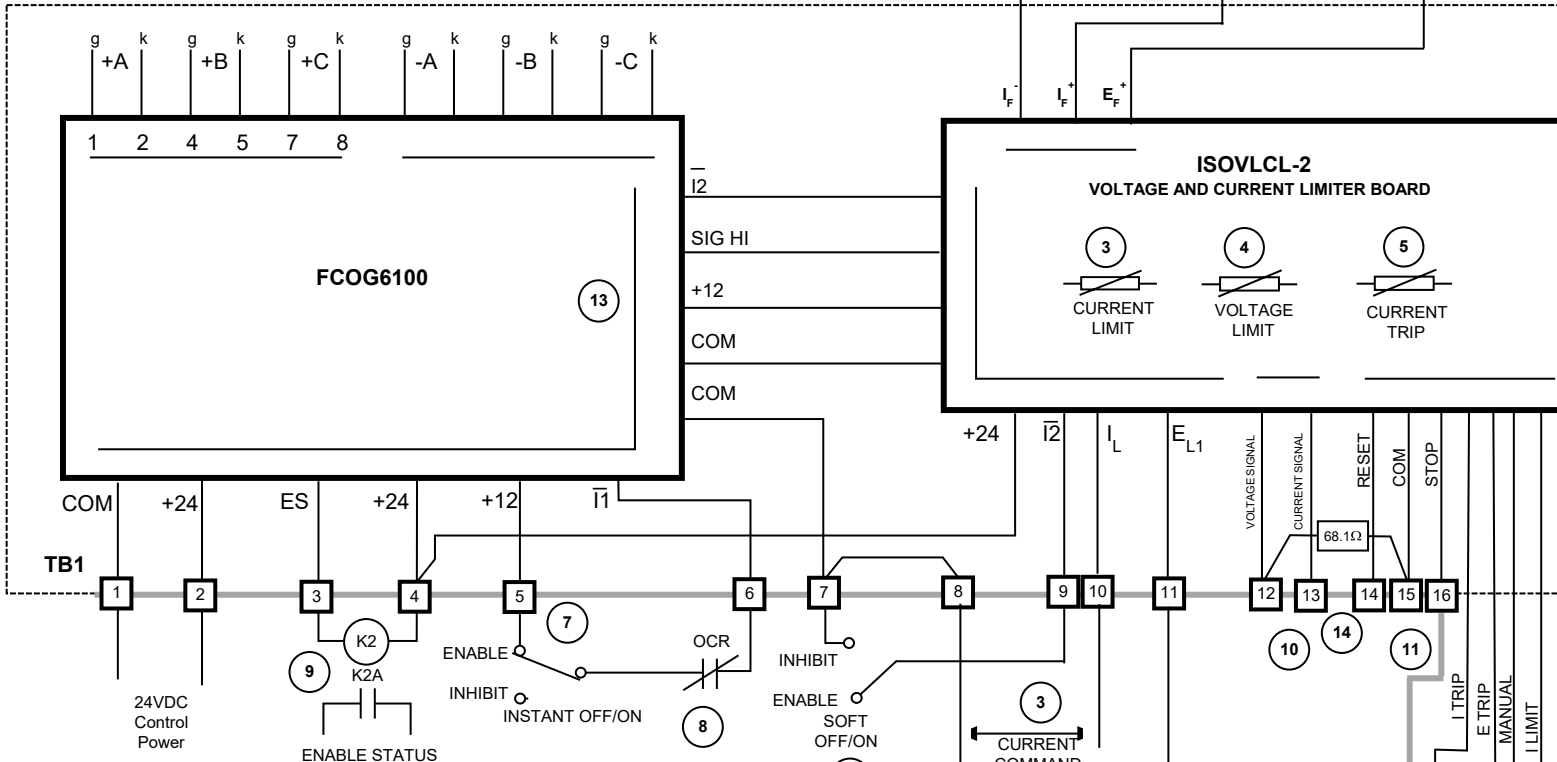 g k g k g k g k g k g k
+A +B +C -A -B -C
I_F^- I_F^+ E_F^+
1 2 4 5 7 8
ISOVLCL-2
VOLTAGE AND CURRENT LIMITER BOARD
I̅2
SIG HI
+12
COM
COM
FCOG6100
13
3 4 5
CURRENT
LIMIT
VOLTAGE
LIMIT
CURRENT
TRIP
COM +24 ES +24 +12 I̅1
+24 I̅2 I_L E_L1
VOLTAGE SIGNAL
CURRENT SIGNAL
RESET
COM
STOP
68.1Ω
TB1
1 2 3 4 5 6 7 8 9 10 11 12 13 14 15 16
7
K2
9
K2A
ENABLE
INHIBIT
INSTANT OFF/ON
OCR
8
INHIBIT
ENABLE
SOFT
OFF/ON
3
CURRENT
COMMAND
10 14 11
24VDC
Control
Power
ENABLE STATUS
I TRIP
E TRIP
MANUAL
I LIMIT